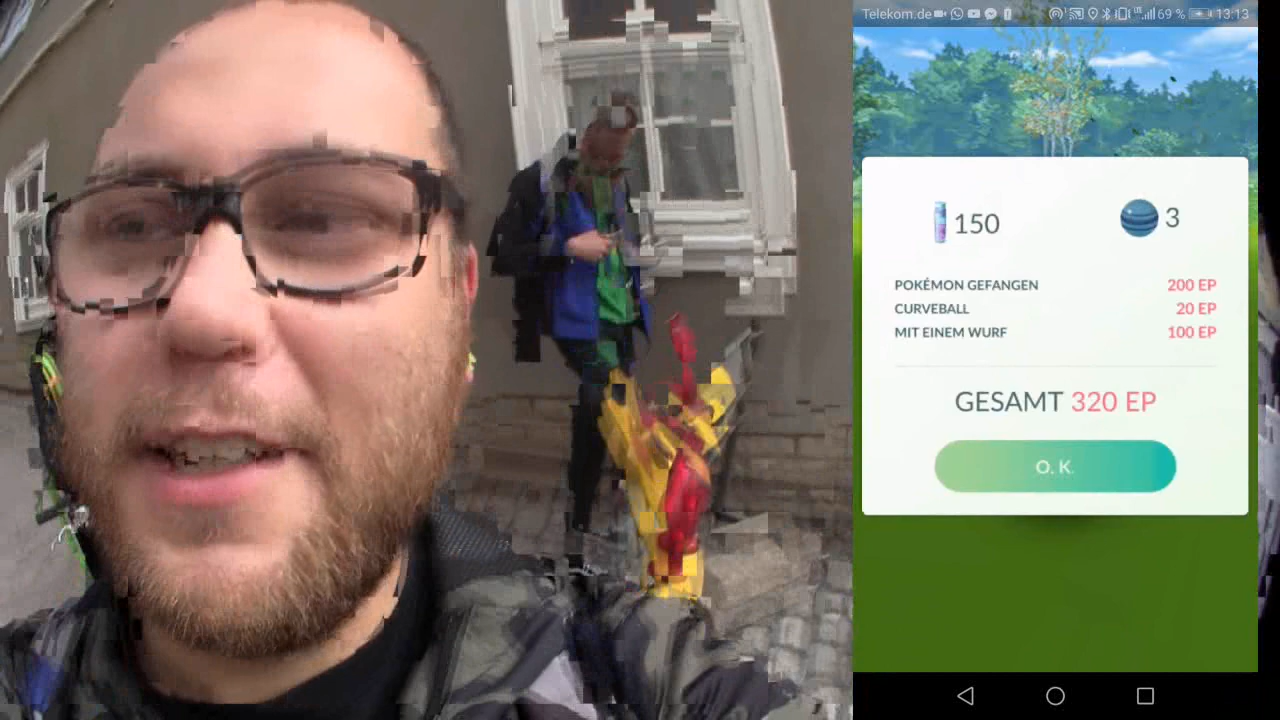 Telekom.de 69 % 13:13
150 3
POKÉMON GEFANGEN 200 EP
CURVEBALL 20 EP
MIT EINEM WURF 100 EP
GESAMT 320 EP
O. K.